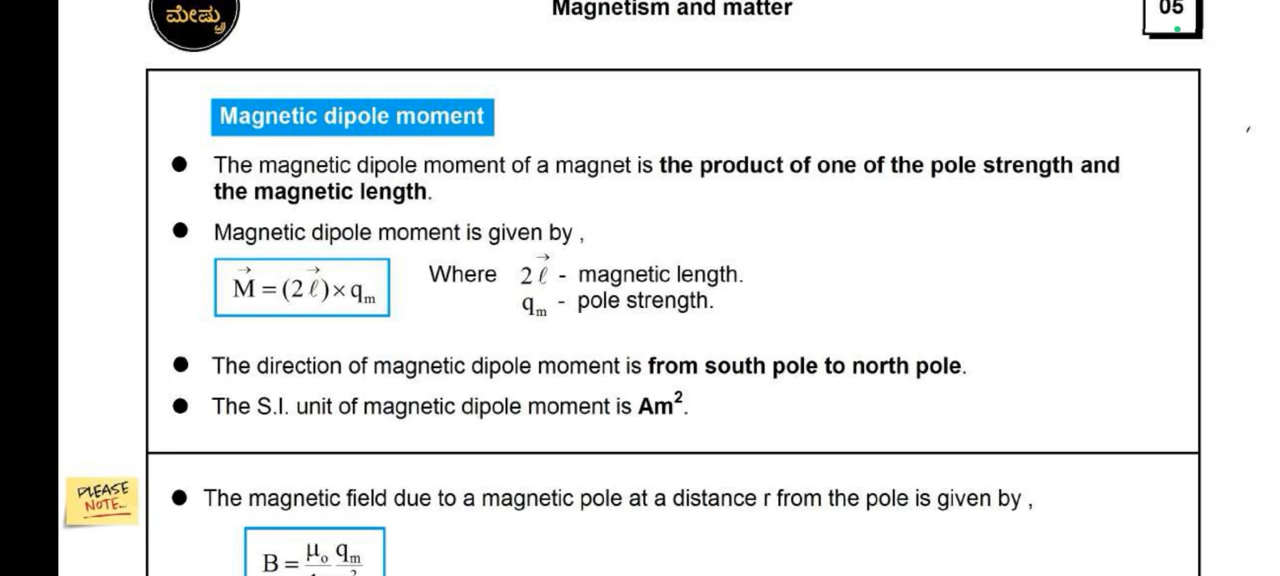 ಮೇಷ್ಟ್ರು
Magnetism and matter
05
Magnetic dipole moment
● The magnetic dipole moment of a magnet is the product of one of the pole strength and
the magnetic length.
● Magnetic dipole moment is given by ,
M⃗ = (2 ℓ⃗) × qₘ Where 2 ℓ⃗ - magnetic length.
qₘ - pole strength.
● The direction of magnetic dipole moment is from south pole to north pole.
● The S.I. unit of magnetic dipole moment is Am².
PLEASE
NOTE...
● The magnetic field due to a magnetic pole at a distance r from the pole is given by ,
B = μₒ qₘ